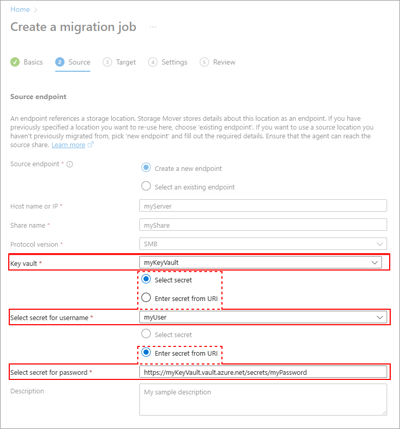 Home >
Create a migration job ...
Basics 2 Source 3 Target 4 Settings 5 Review
Source endpoint
An endpoint references a storage location. Storage Mover stores details about this location as an endpoint. If you have
previously specified a location you want to re-use here, choose 'existing endpoint'. If you want to use a source location you
haven't previously migrated from, pick 'new endpoint' and fill out the required details. Ensure that the agent can reach the
source share. Learn more
Source endpoint *
Create a new endpoint
Select an existing endpoint
Host name or IP * myServer
Share name * myShare
Protocol version * SMB
Key vault * myKeyVault
Select secret
Enter secret from URI
Select secret for username * myUser
Select secret
Enter secret from URI
Select secret for password * https://myKeyVault.vault.azure.net/secrets/myPassword
Description My sample description